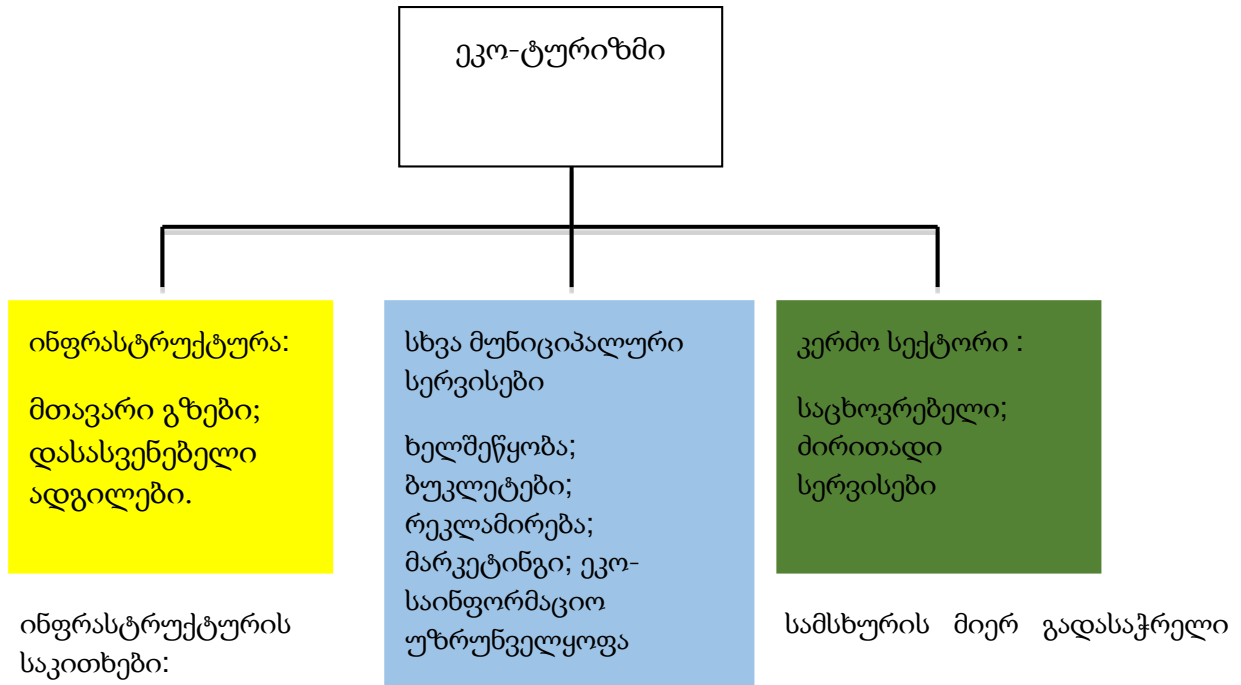 ეკო-ტურიზმი
ინფრასტრუქტურა:
მთავარი გზები;
დასასვენებელი
ადგილები.
სხვა მუნიციპალური
სერვისები
ხელშეწყობა;
ბუკლეტები;
რეკლამირება;
მარკეტინგი; ეკო-
საინფორმაციო
უზრუნველყოფა
კერძო სექტორი :
საცხოვრებელი;
ძირითადი
სერვისები
ინფრასტრუქტურის
საკითხები:
სამსხურის მიერ გადასაჭრელი